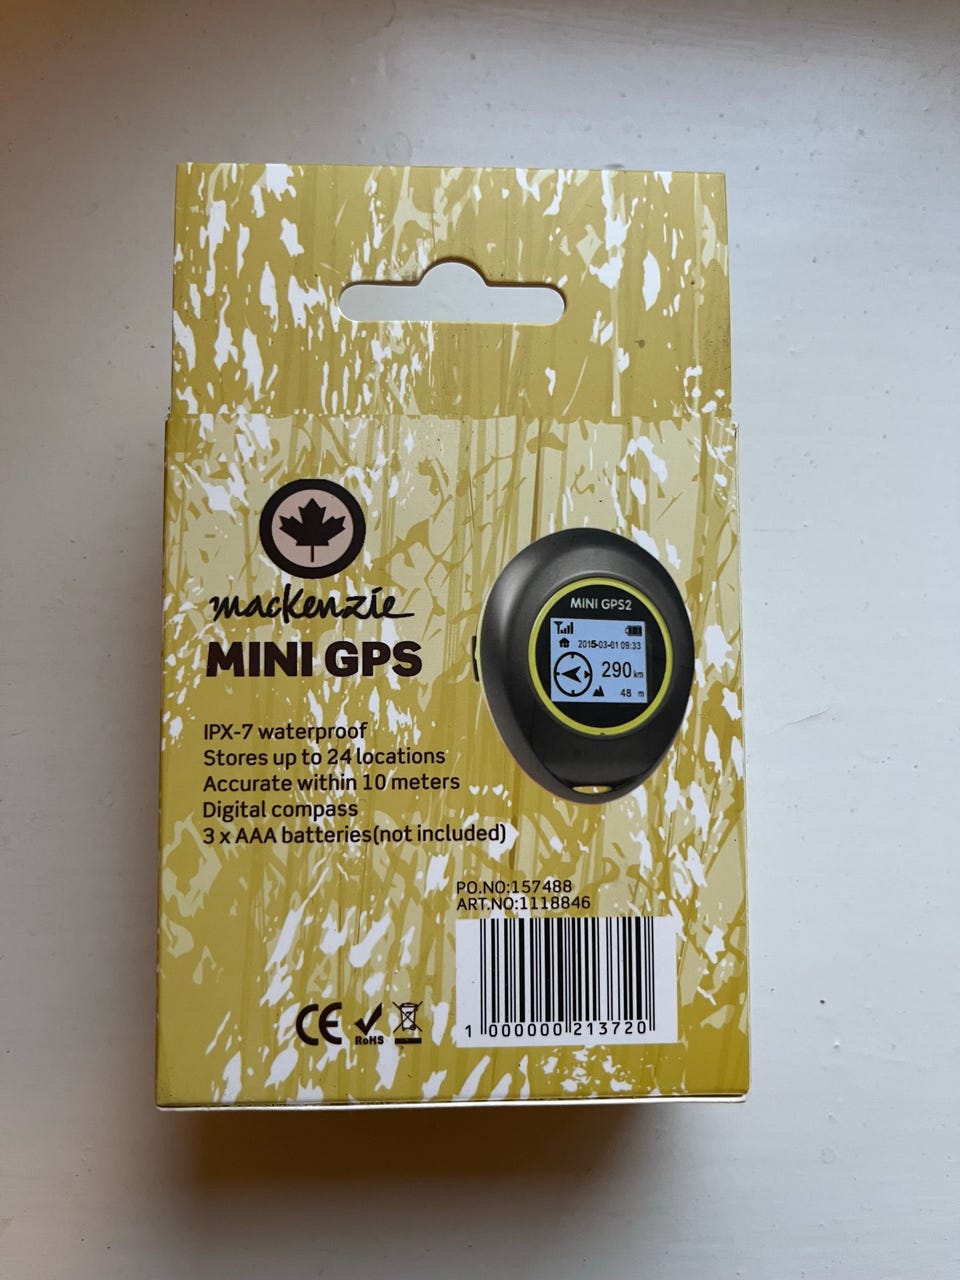 mackenzie
MINI GPS
IPX-7 waterproof
Stores up to 24 locations
Accurate within 10 meters
Digital compass
3 x AAA batteries(not included)
MINI GPS2
2015-03-01 09:33
290 km
48 m
PO.NO:157488
ART.NO:1118846
1 000000 213720
CE
RoHS